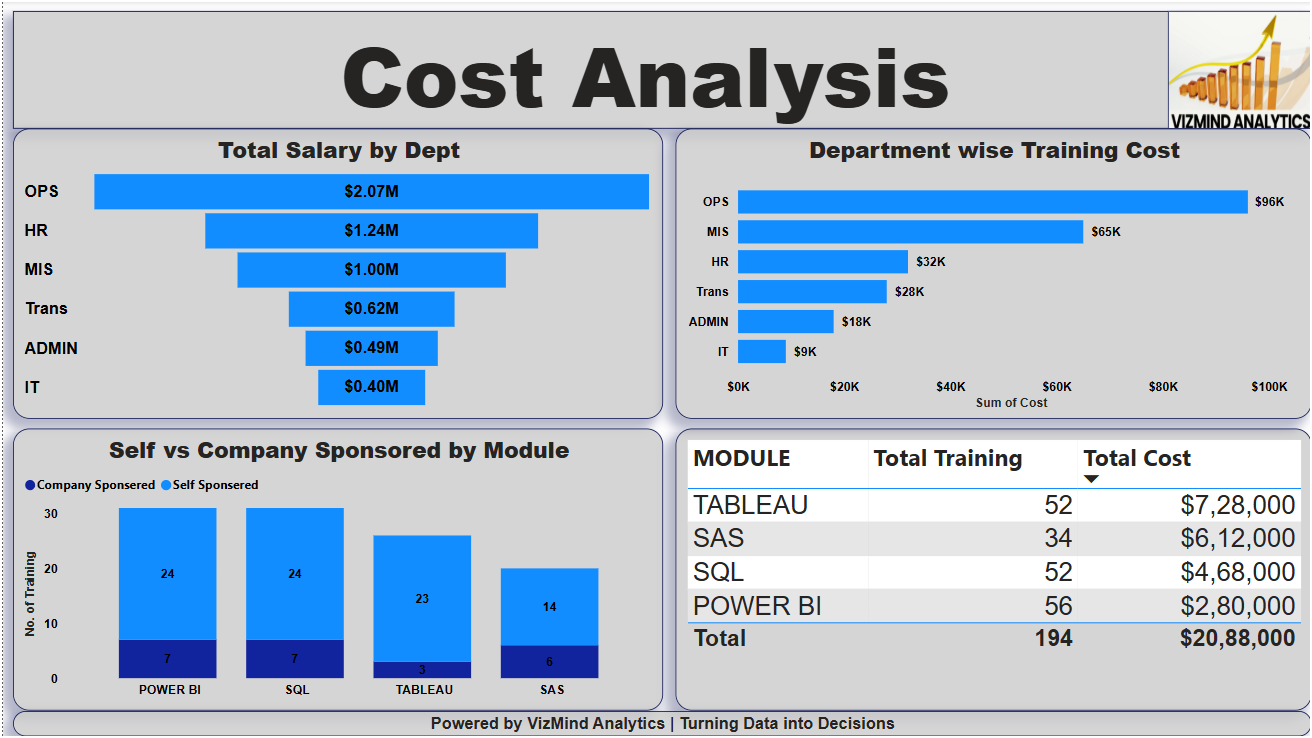 Cost Analysis
VIZMIND ANALYTICS
Total Salary by Dept
OPS $2.07M
HR $1.24M
MIS $1.00M
Trans $0.62M
ADMIN $0.49M
IT $0.40M
Department wise Training Cost
OPS $96K
MIS $65K
HR $32K
Trans $28K
ADMIN $18K
IT $9K
$0K $20K $40K $60K $80K $100K
Sum of Cost
Self vs Company Sponsored by Module
Company Sponsered Self Sponsered
No. of Training
30
20
10
0
24 24 23 14
7 7 3 6
POWER BI SQL TABLEAU SAS
MODULE Total Training Total Cost
TABLEAU 52 $7,28,000
SAS 34 $6,12,000
SQL 52 $4,68,000
POWER BI 56 $2,80,000
Total 194 $20,88,000
Powered by VizMind Analytics | Turning Data into Decisions